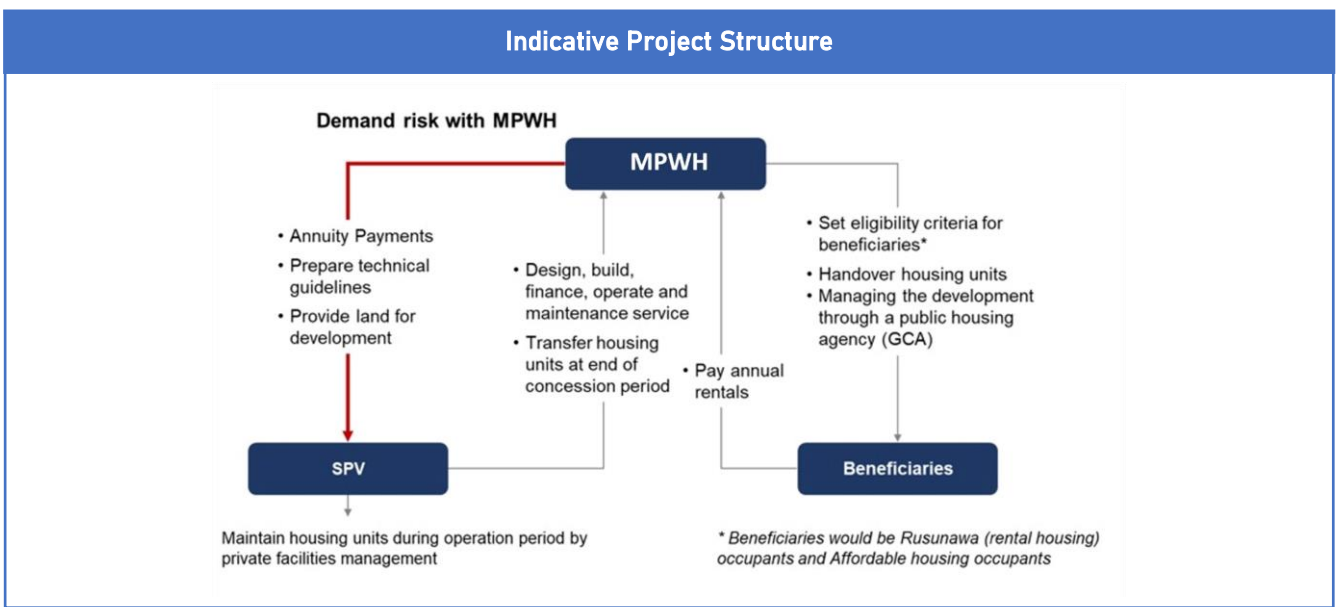 Indicative Project Structure
Demand risk with MPWH
MPWH
• Annuity Payments
• Prepare technical
guidelines
• Provide land for
development
• Design, build,
finance, operate and
maintenance service
• Transfer housing
units at end of
concession period
• Pay annual
rentals
• Set eligibility criteria for
beneficiaries*
• Handover housing units
• Managing the development
through a public housing
agency (GCA)
SPV
Beneficiaries
Maintain housing units during operation period by
private facilities management
* Beneficiaries would be Rusunawa (rental housing)
occupants and Affordable housing occupants